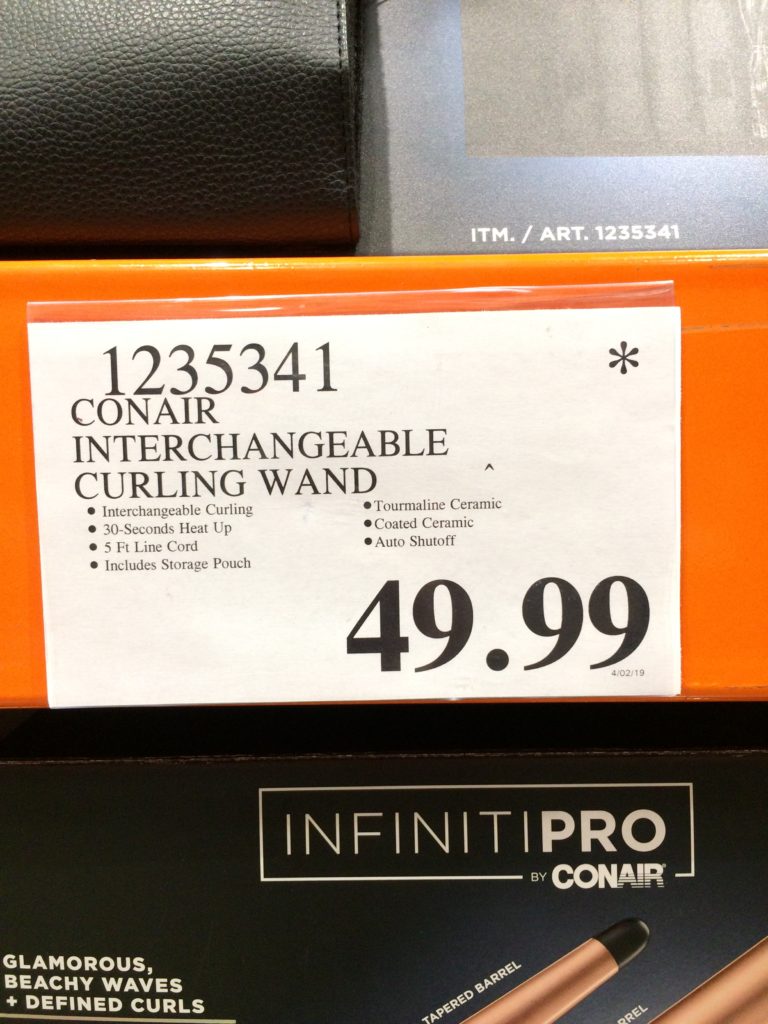 ITM. / ART. 1235341
1235341 *
CONAIR
INTERCHANGEABLE
CURLING WAND ^
● Interchangeable Curling
● 30-Seconds Heat Up
● 5 Ft Line Cord
● Includes Storage Pouch
● Tourmaline Ceramic
● Coated Ceramic
● Auto Shutoff
49.99
4/02/19
INFINITIPRO
BY CONAIR®
GLAMOROUS,
BEACHY WAVES
+ DEFINED CURLS
TAPERED BARREL